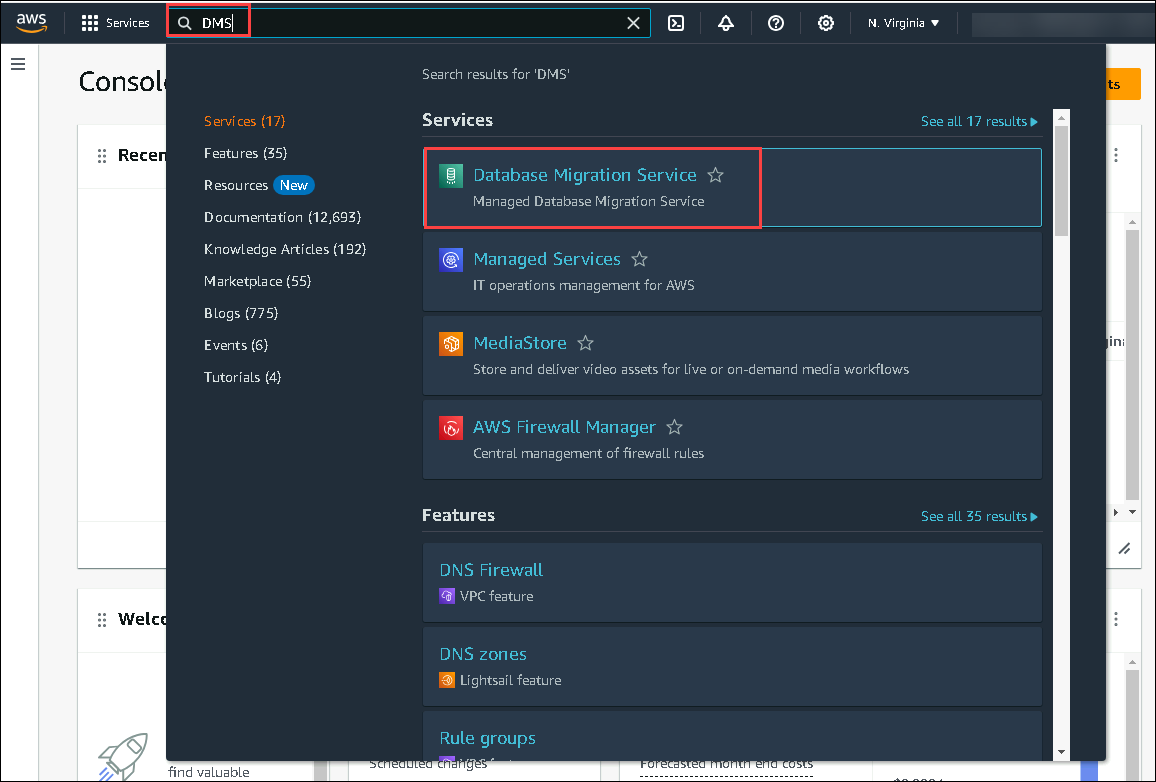 aws Services DMS N. Virginia
Search results for 'DMS'
Services (17)
Features (35)
Resources New
Documentation (12,693)
Knowledge Articles (192)
Marketplace (55)
Blogs (775)
Events (6)
Tutorials (4)
Services See all 17 results
Database Migration Service
Managed Database Migration Service
Managed Services
IT operations management for AWS
MediaStore
Store and deliver video assets for live or on-demand media workflows
AWS Firewall Manager
Central management of firewall rules
Features See all 35 results
DNS Firewall
VPC feature
DNS zones
Lightsail feature
Rule groups
Consol
ts
Recen
Welco
find valuable
Scheduled changes
Forecasted month end costs